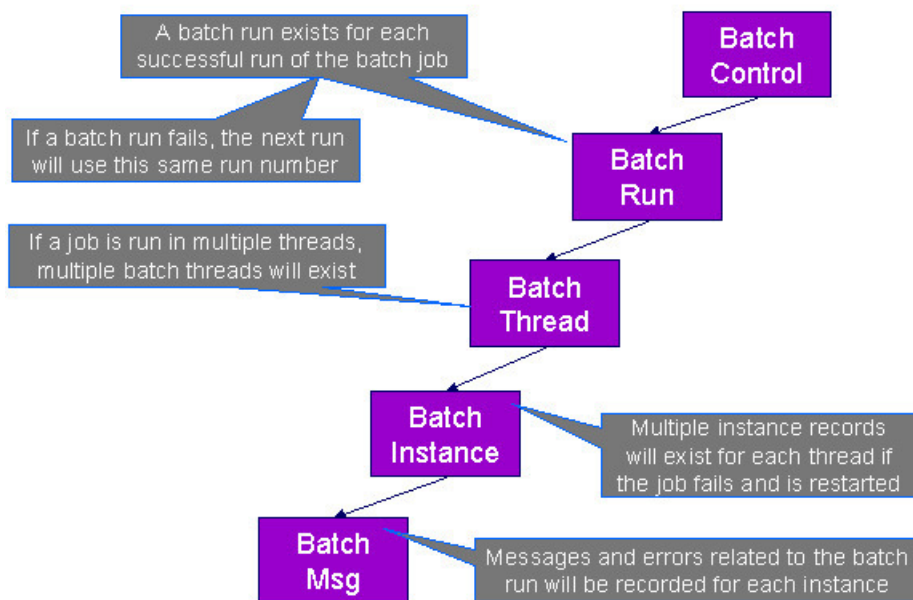 A batch run exists for each
successful run of the batch job
Batch
Control
If a batch run fails, the next run
will use this same run number
Batch
Run
If a job is run in multiple threads,
multiple batch threads will exist
Batch
Thread
Batch
Instance
Multiple instance records
will exist for each thread if
the job fails and is restarted
Batch
Msg
Messages and errors related to the batch
run will be recorded for each instance